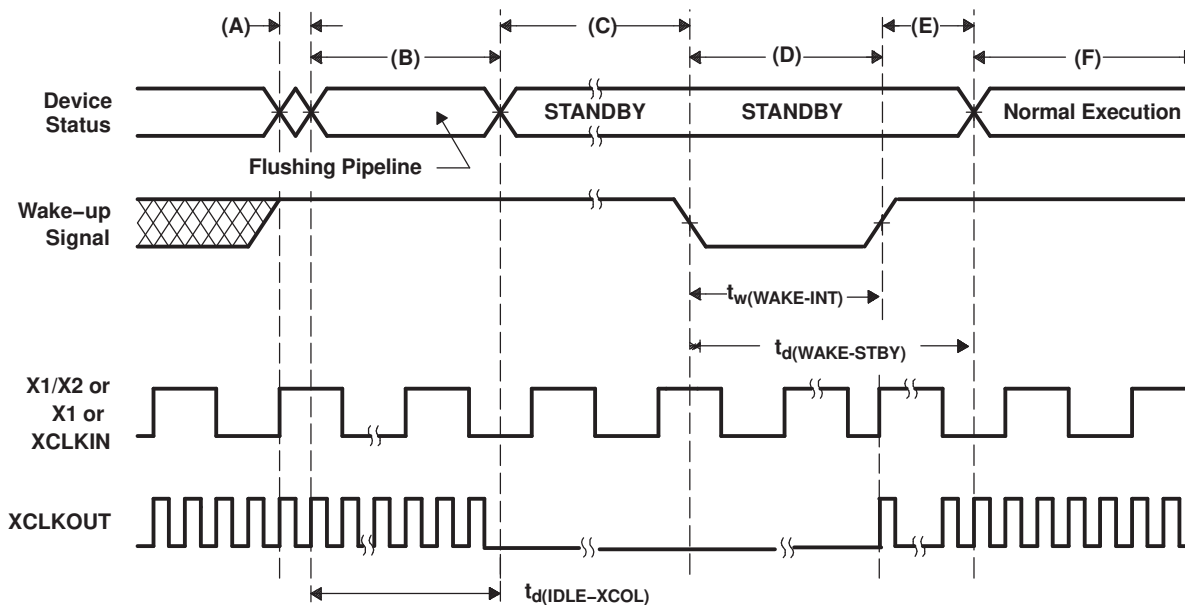 (A)
(B)
(C)
(D)
(E)
(F)
Device
Status
STANDBY
STANDBY
Normal Execution
Flushing Pipeline
Wake−up
Signal
tw(WAKE-INT)
td(WAKE-STBY)
X1/X2 or
X1 or
XCLKIN
XCLKOUT
td(IDLE−XCOL)